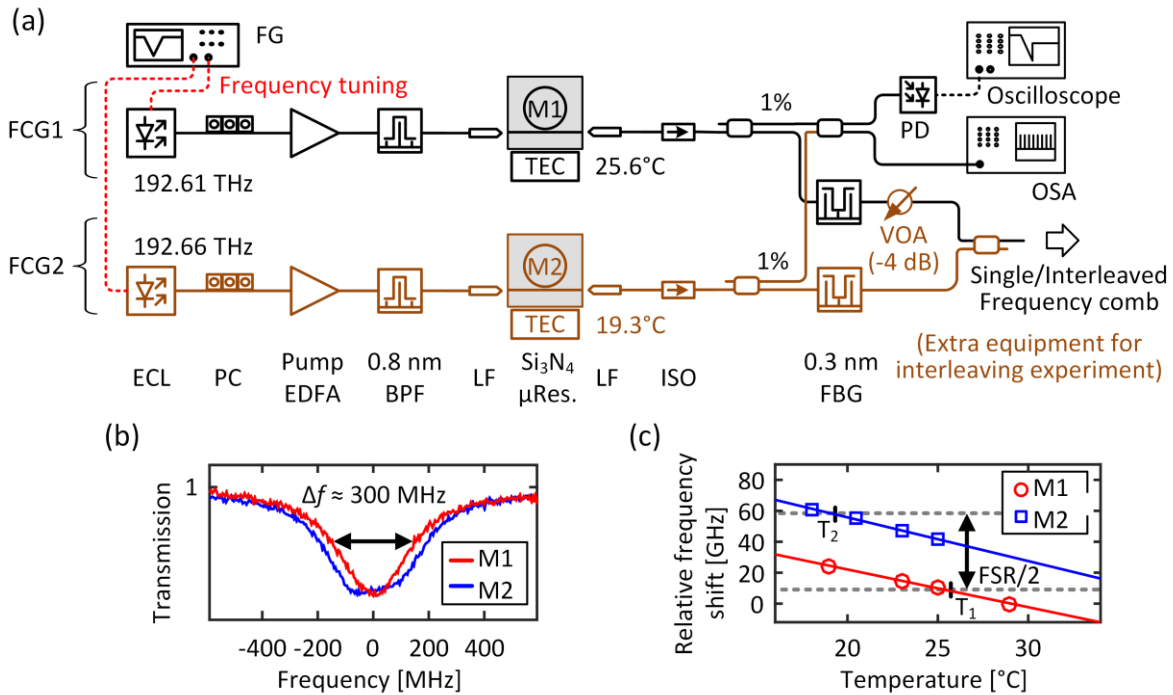 (a)
FG
Frequency tuning
FCG1
192.61 THz
M1
TEC
25.6°C
1%
PD
Oscilloscope
OSA
FCG2
192.66 THz
M2
TEC
19.3°C
1%
VOA
(-4 dB)
Single/Interleaved
Frequency comb
(Extra equipment for
interleaving experiment)
ECL
PC
Pump
EDFA
0.8 nm
BPF
LF
Si₃N₄
μRes.
LF
ISO
0.3 nm
FBG
(b)
Transmission
1
Δf ≈ 300 MHz
M1
M2
-400 -200 0 200 400
Frequency [MHz]
(c)
Relative frequency
shift [GHz]
80
60
40
20
0
M1
M2
T₂
FSR/2
T₁
20 25 30
Temperature [°C]